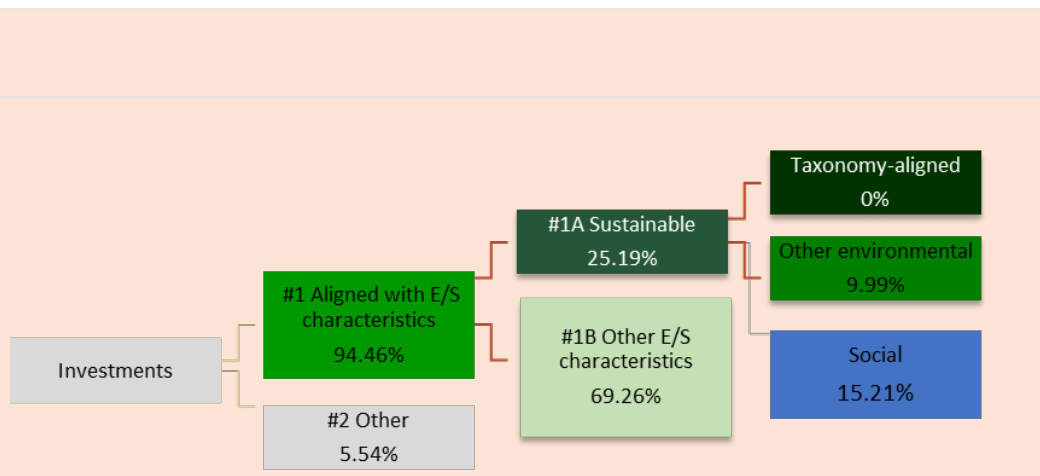 Investments
#1 Aligned with E/S
characteristics
94.46%
#2 Other
5.54%
#1A Sustainable
25.19%
#1B Other E/S
characteristics
69.26%
Taxonomy-aligned
0%
Other environmental
9.99%
Social
15.21%